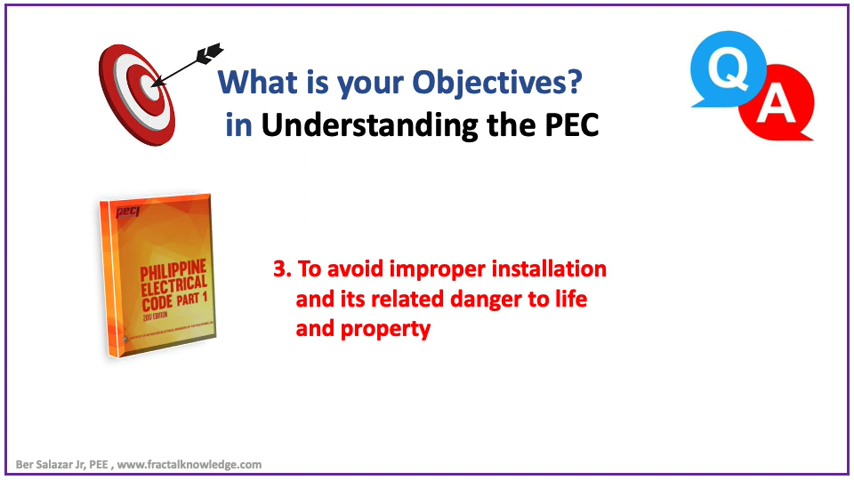 What is your Objectives?
in Understanding the PEC
Q
A
pec1
PHILIPPINE
ELECTRICAL
CODE PART 1
2017 EDITION
3. To avoid improper installation
and its related danger to life
and property
Ber Salazar Jr, PEE , www.fractalknowledge.com